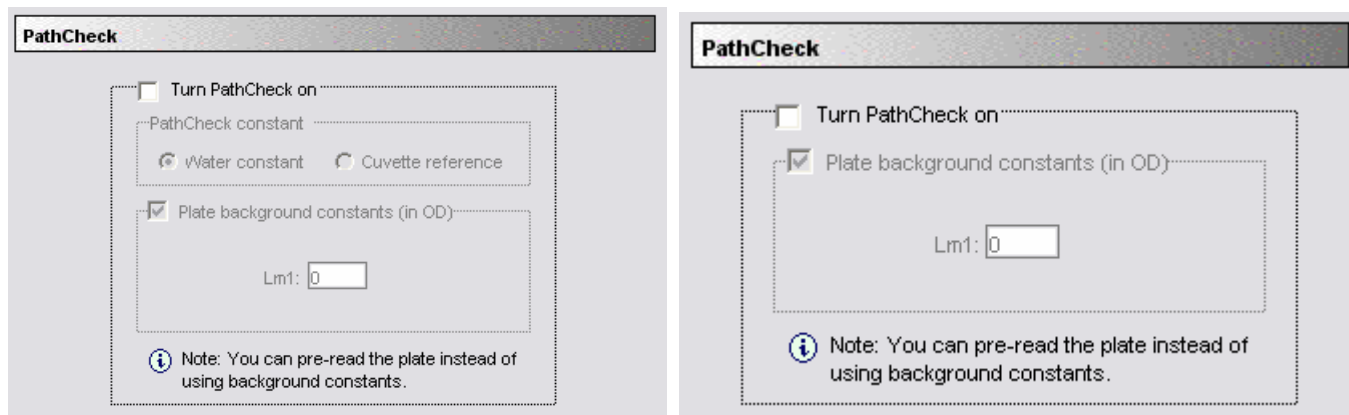 PathCheck
Turn PathCheck on
PathCheck constant
Water constant Cuvette reference
Plate background constants (in OD)
Lm1: 0
Note: You can pre-read the plate instead of
using background constants.
PathCheck
Turn PathCheck on
Plate background constants (in OD)
Lm1: 0
Note: You can pre-read the plate instead of
using background constants.